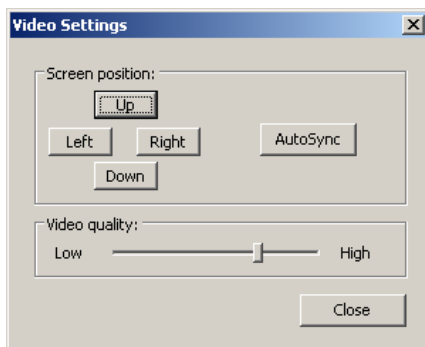 Video Settings
Screen position:
Up
Left Right AutoSync
Down
Video quality:
Low High
Close